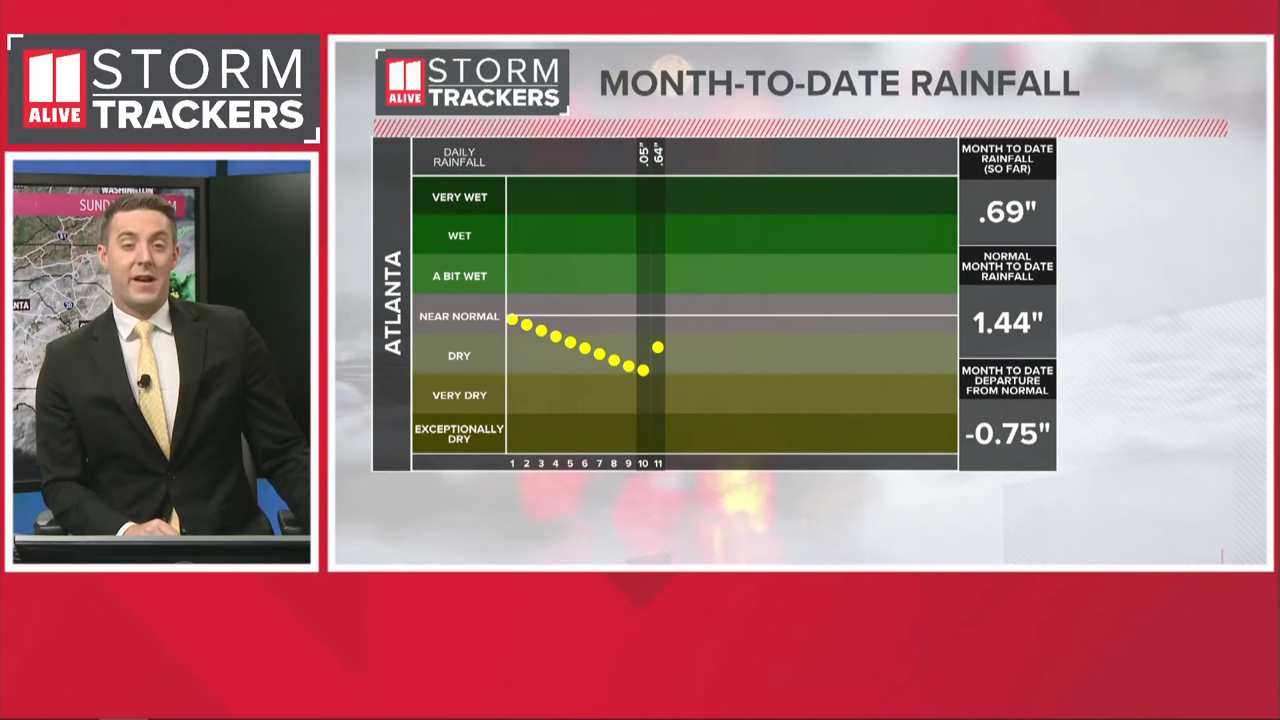 11 ALIVE
STORM
TRACKERS
WASHINGTON
11 ALIVE
STORM
TRACKERS
MONTH-TO-DATE RAINFALL
ATLANTA
DAILY
RAINFALL
.05"
.64"
VERY WET
WET
A BIT WET
NEAR NORMAL
DRY
VERY DRY
EXCEPTIONALLY
DRY
1 2 3 4 5 6 7 8 9 10 11
MONTH TO DATE
RAINFALL
(SO FAR)
.69"
NORMAL
MONTH TO DATE
RAINFALL
1.44"
MONTH TO DATE
DEPARTURE
FROM NORMAL
-0.75"